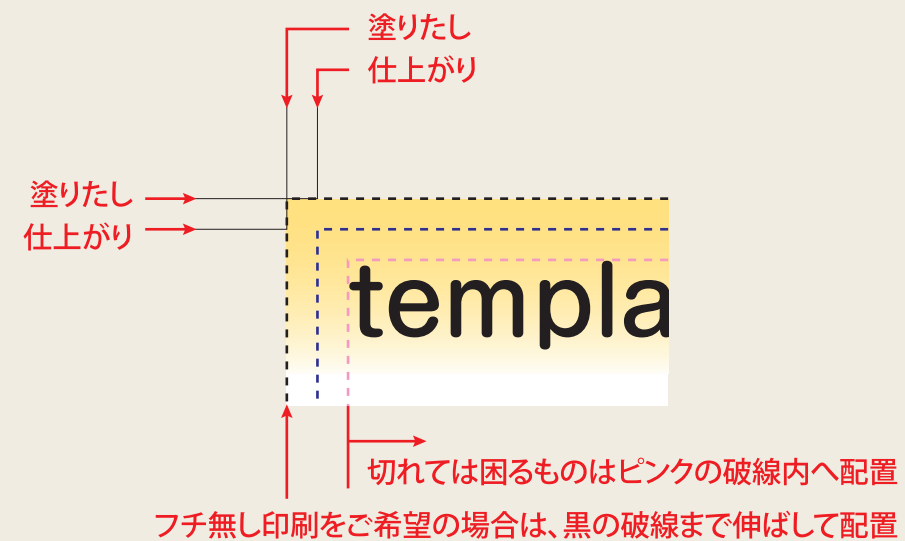 塗りたし
仕上がり
塗りたし
仕上がり
templa
切れては困るものはピンクの破線内へ配置
フチ無し印刷をご希望の場合は、黒の破線まで伸ばして配置